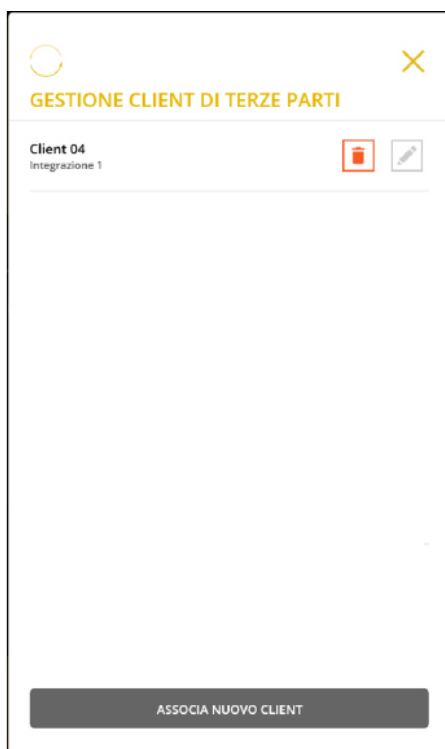 GESTIONE CLIENT DI TERZE PARTI
Client 04
Integrazione 1
ASSOCIA NUOVO CLIENT